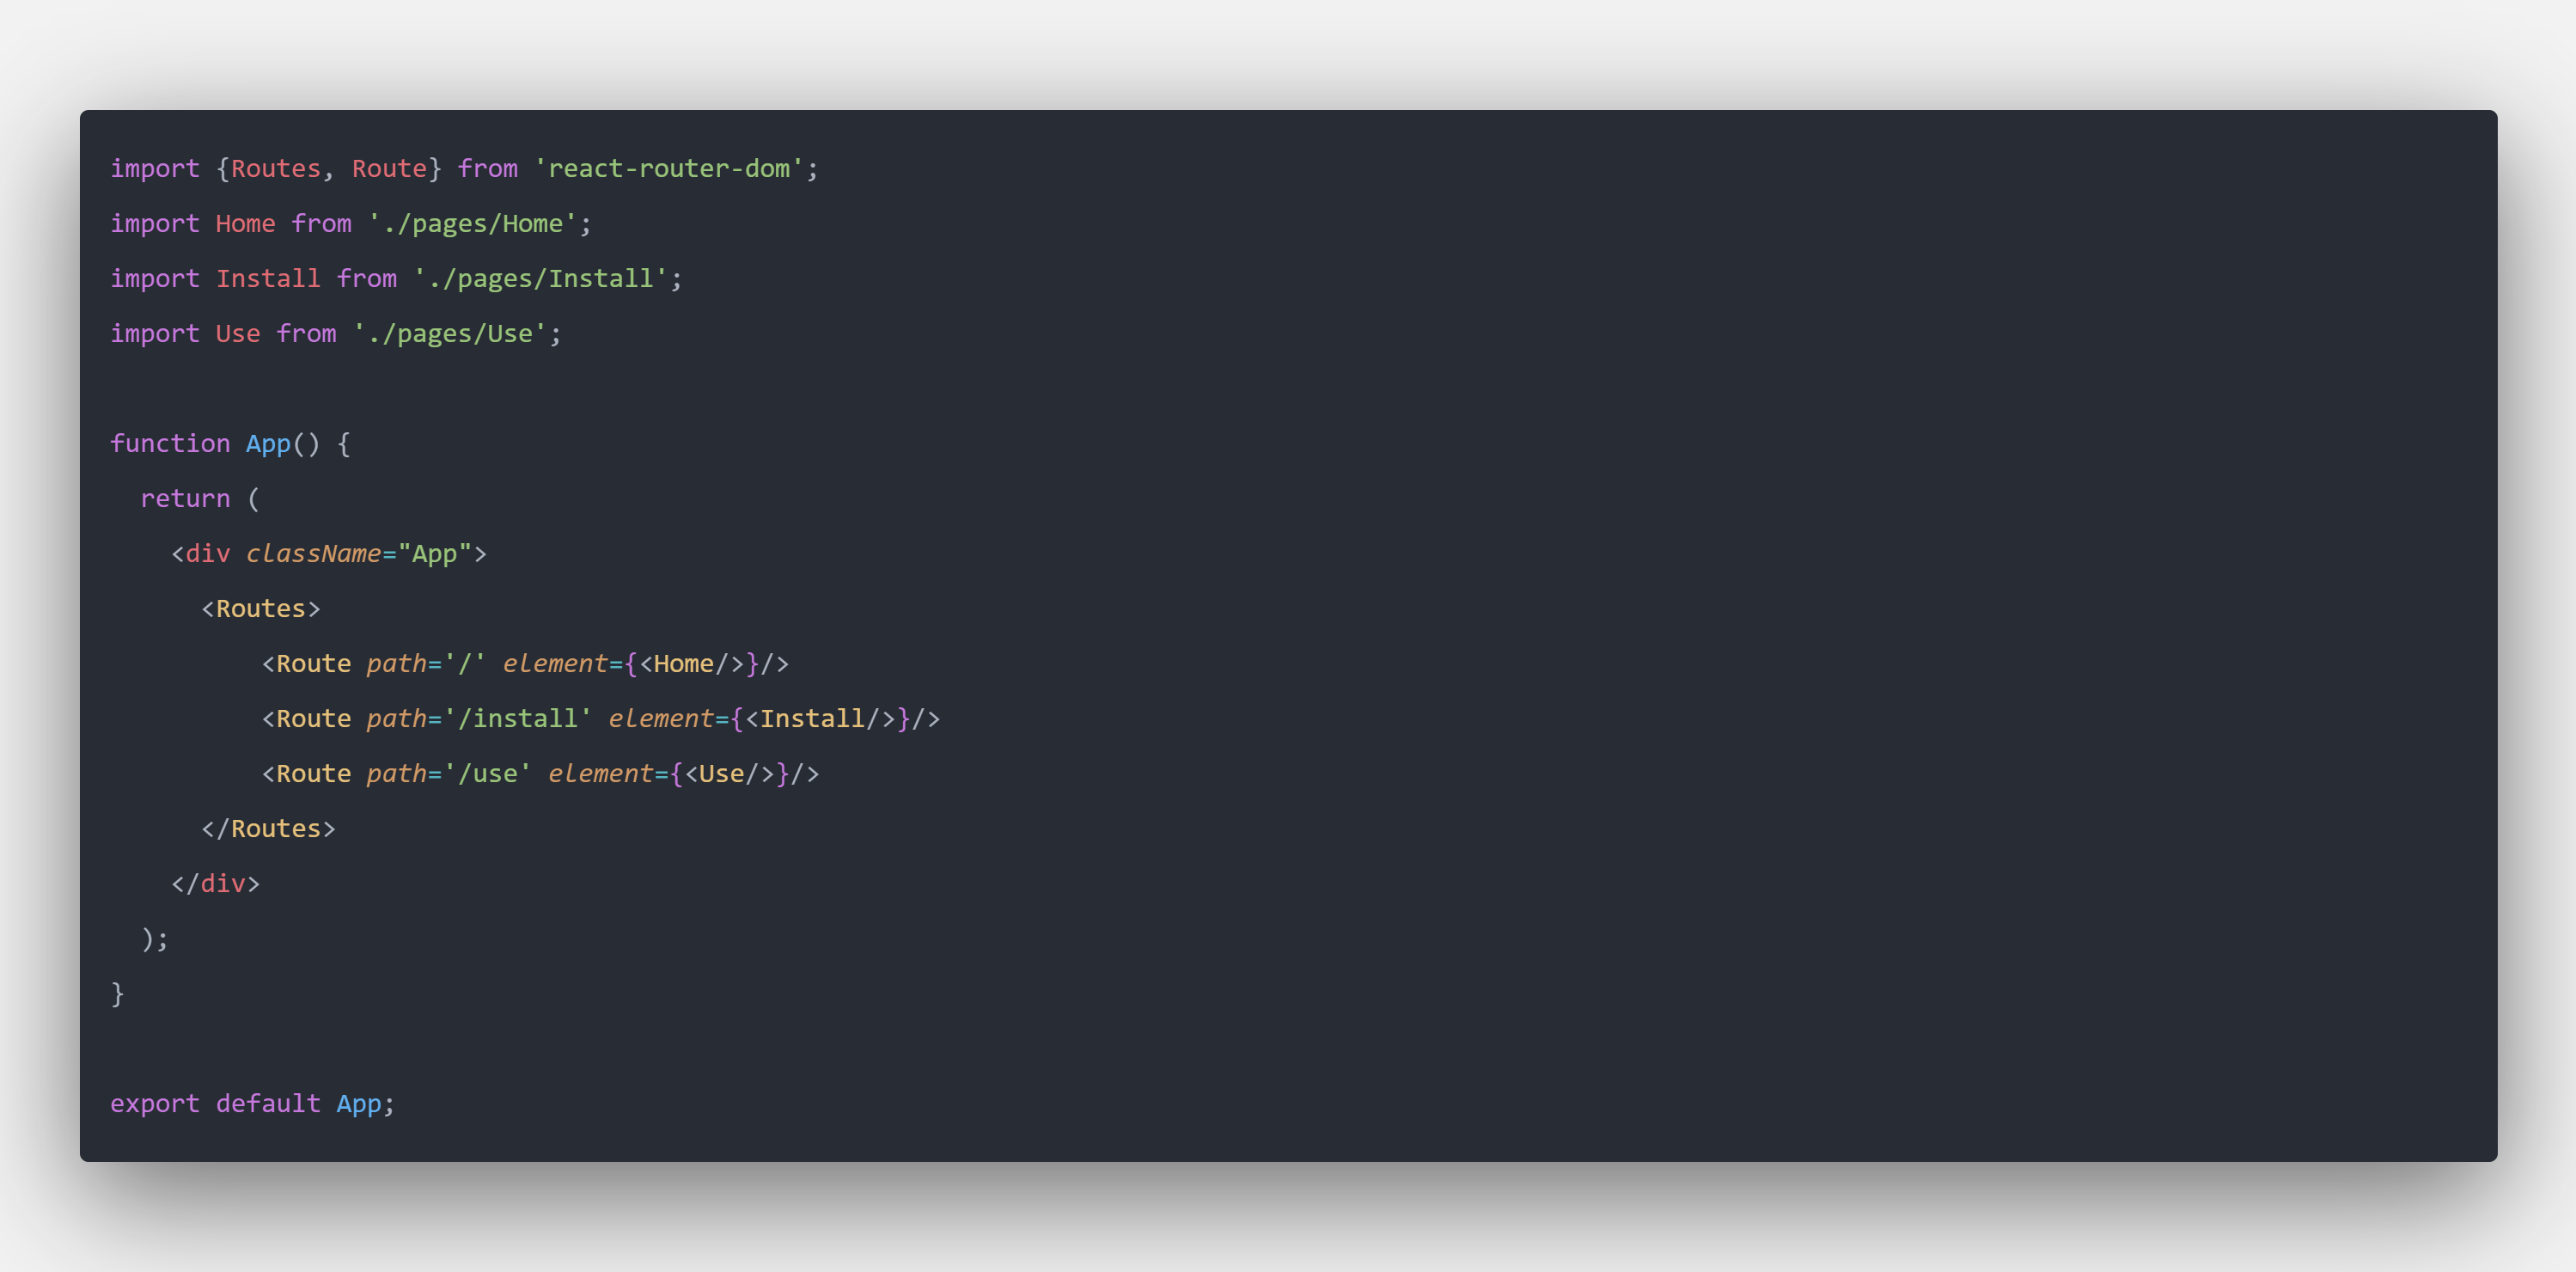 import {Routes, Route} from 'react-router-dom';
import Home from './pages/Home';
import Install from './pages/Install';
import Use from './pages/Use';

function App() {
  return (
    <div className="App">
      <Routes>
          <Route path='/' element={<Home/>}/>
          <Route path='/install' element={<Install/>}/>
          <Route path='/use' element={<Use/>}/>
      </Routes>
    </div>
  );
}

export default App;